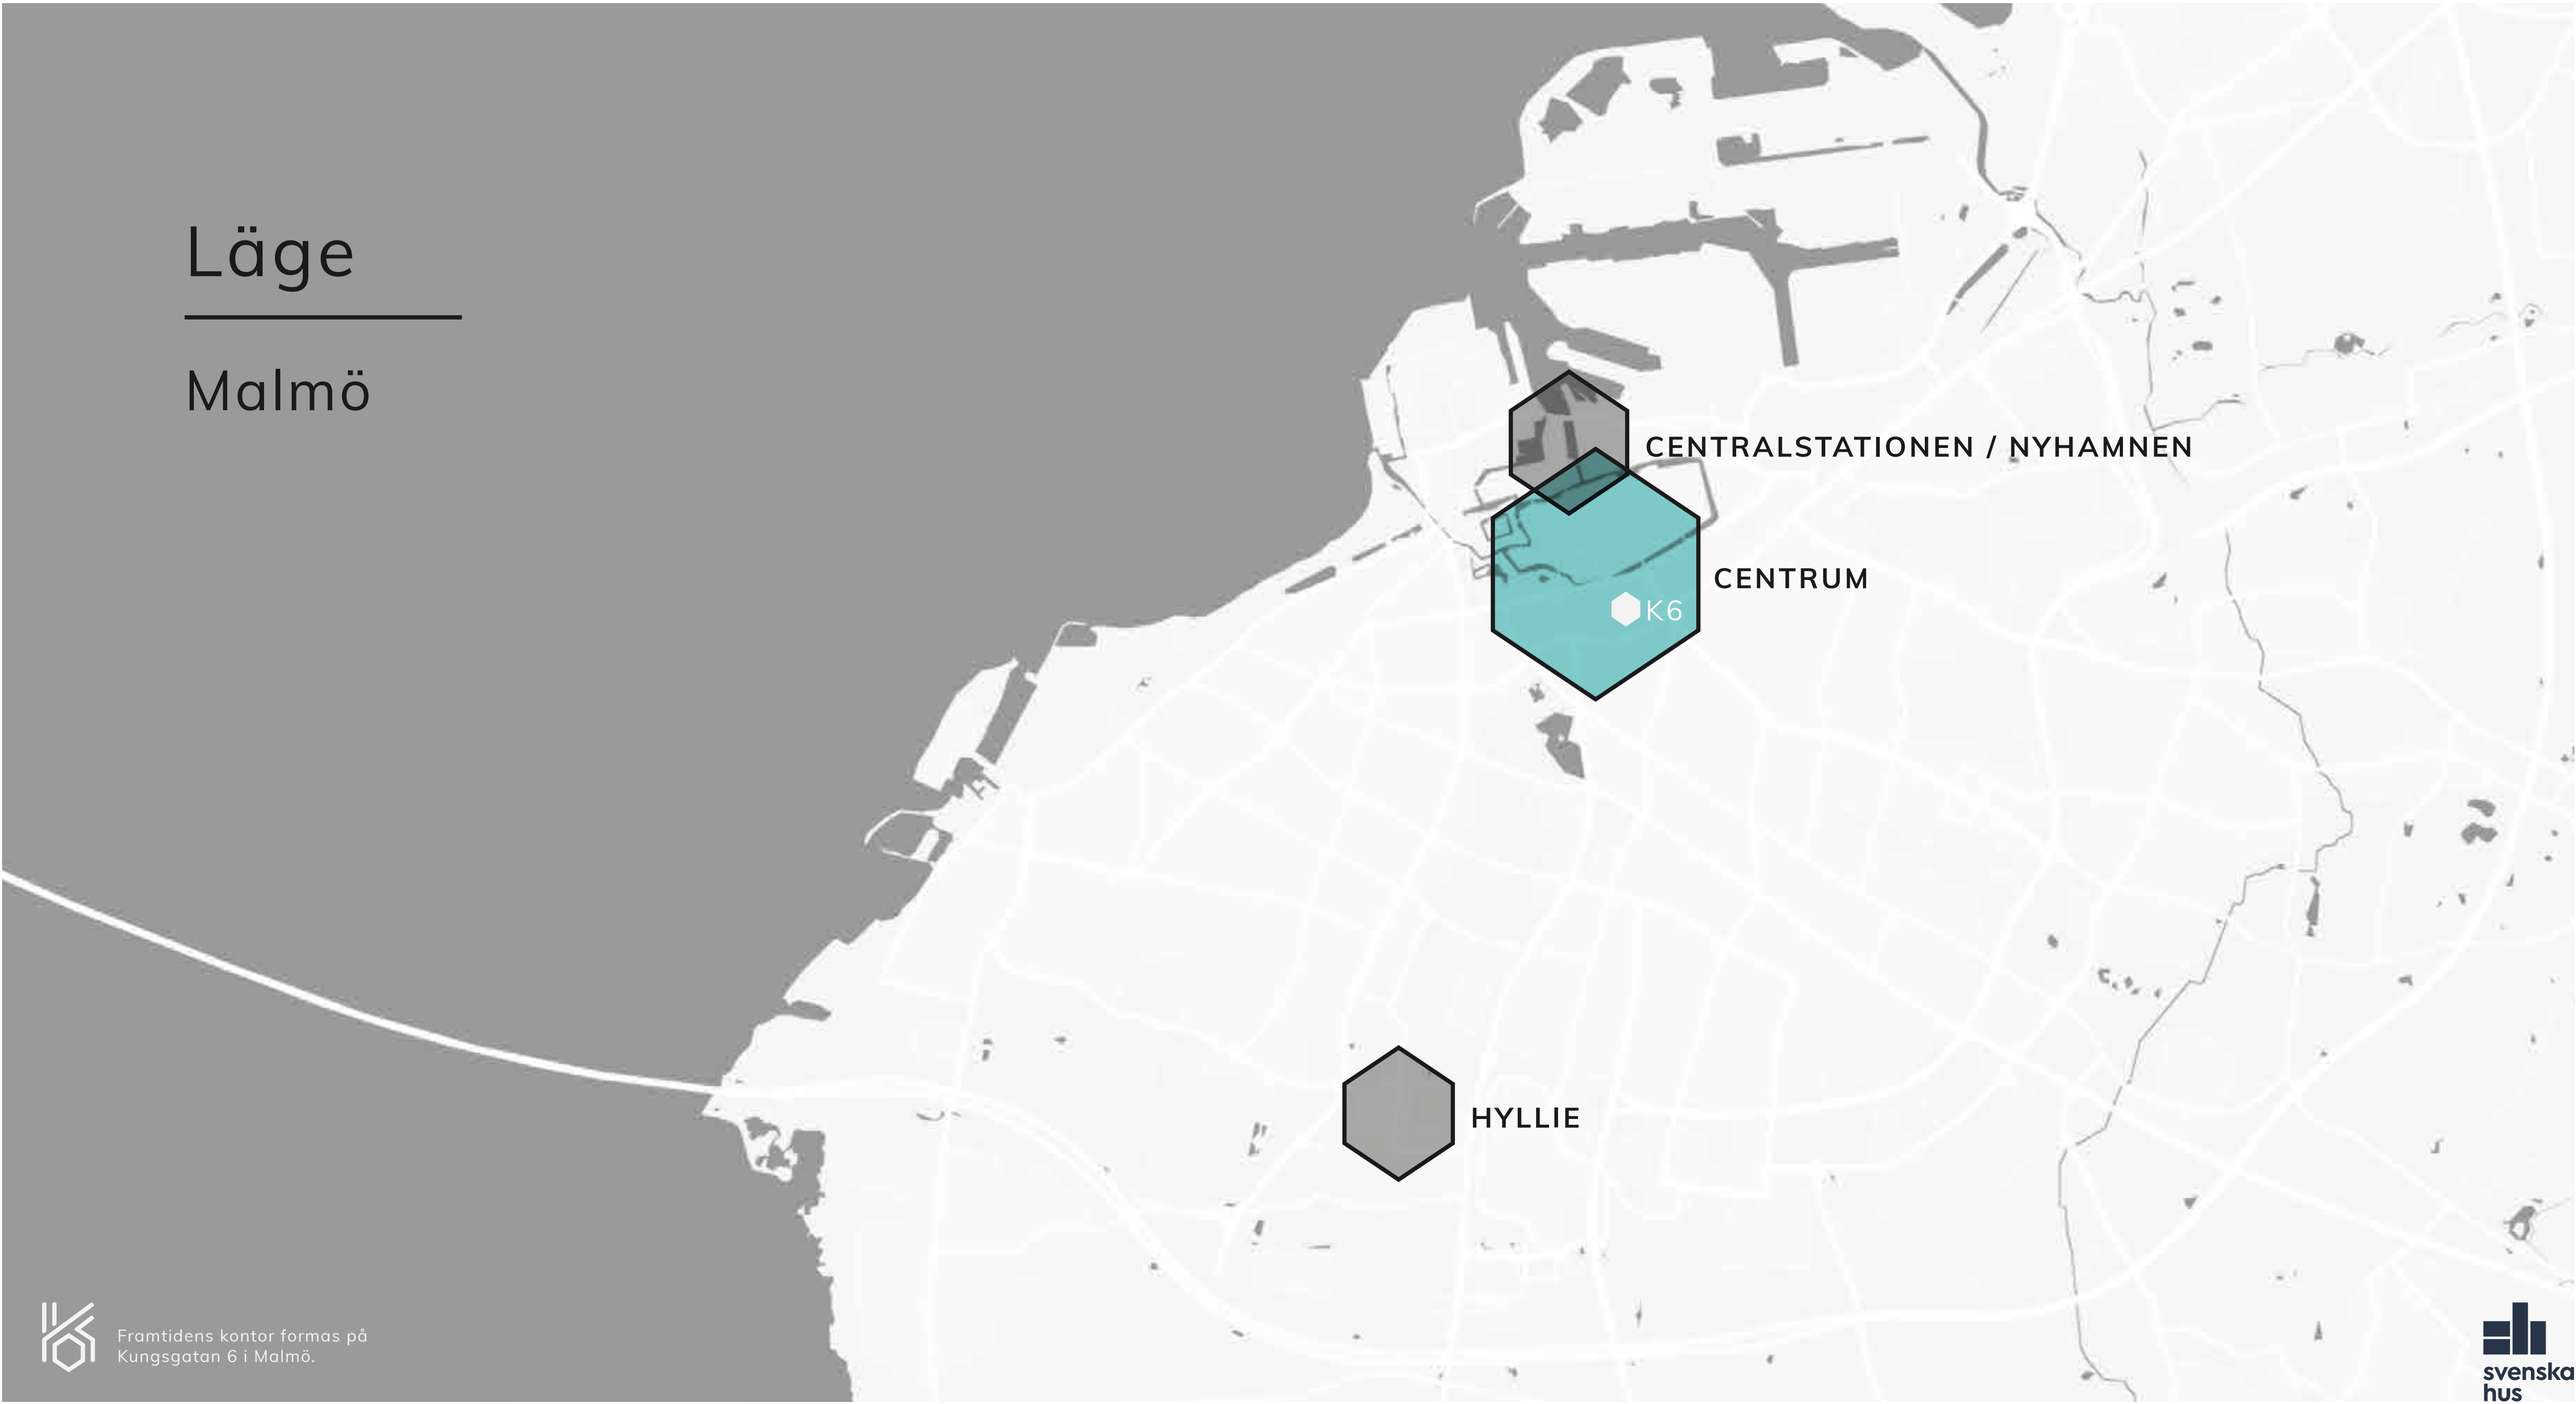 Läge
Malmö
CENTRALSTATIONEN / NYHAMNEN
CENTRUM
K6
HYLLIE
Framtidens kontor formas på
Kungsgatan 6 i Malmö.
svenska
hus